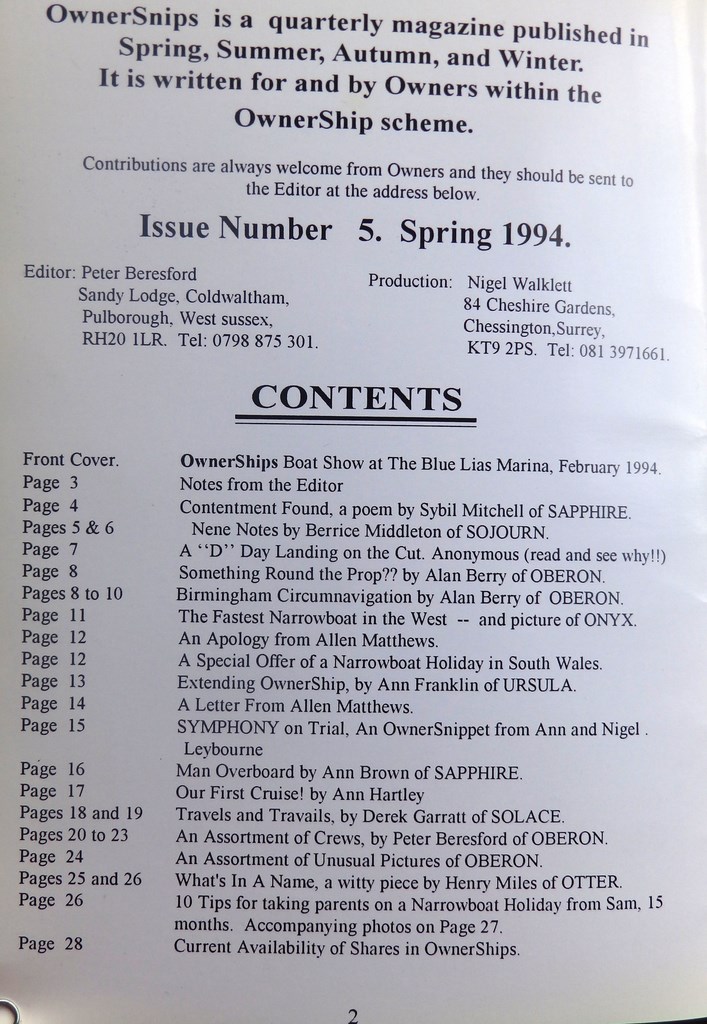 OwnerSnips is a quarterly magazine published in
Spring, Summer, Autumn, and Winter.
It is written for and by Owners within the
OwnerShip scheme.
Contributions are always welcome from Owners and they should be sent to
the Editor at the address below.
Issue Number 5. Spring 1994.
Editor: Peter Beresford
Sandy Lodge, Coldwaltham,
Pulborough, West sussex,
RH20 1LR. Tel: 0798 875 301.
Production: Nigel Walklett
84 Cheshire Gardens,
Chessington,Surrey,
KT9 2PS. Tel: 081 3971661.
CONTENTS
Front Cover. OwnerShips Boat Show at The Blue Lias Marina, February 1994.
Page 3 Notes from the Editor
Page 4 Contentment Found, a poem by Sybil Mitchell of SAPPHIRE.
Pages 5 & 6 Nene Notes by Berrice Middleton of SOJOURN.
Page 7 A "D" Day Landing on the Cut. Anonymous (read and see why!!)
Page 8 Something Round the Prop?? by Alan Berry of OBERON.
Pages 8 to 10 Birmingham Circumnavigation by Alan Berry of OBERON.
Page 11 The Fastest Narrowboat in the West -- and picture of ONYX.
Page 12 An Apology from Allen Matthews.
Page 12 A Special Offer of a Narrowboat Holiday in South Wales.
Page 13 Extending OwnerShip, by Ann Franklin of URSULA.
Page 14 A Letter From Allen Matthews.
Page 15 SYMPHONY on Trial, An OwnerSnippet from Ann and Nigel .
Leybourne
Page 16 Man Overboard by Ann Brown of SAPPHIRE.
Page 17 Our First Cruise! by Ann Hartley
Pages 18 and 19 Travels and Travails, by Derek Garratt of SOLACE.
Pages 20 to 23 An Assortment of Crews, by Peter Beresford of OBERON.
Page 24 An Assortment of Unusual Pictures of OBERON.
Pages 25 and 26 What's In A Name, a witty piece by Henry Miles of OTTER.
Page 26 10 Tips for taking parents on a Narrowboat Holiday from Sam, 15
months. Accompanying photos on Page 27.
Page 28 Current Availability of Shares in OwnerShips.
2